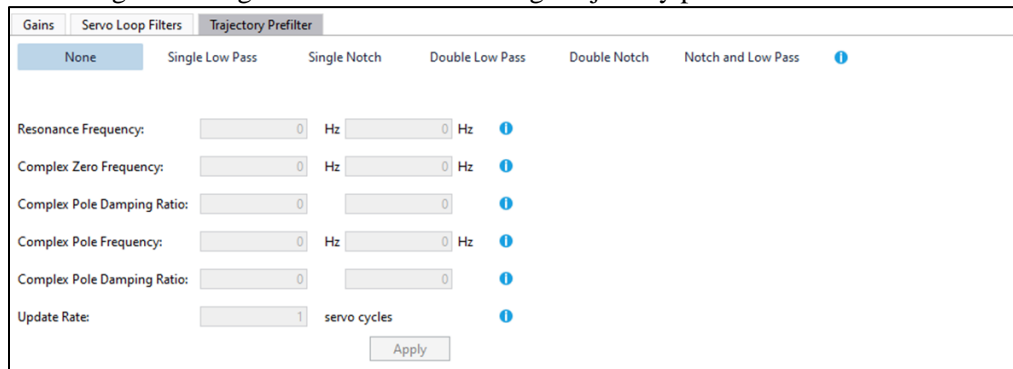 Gains Servo Loop Filters Trajectory Prefilter
None Single Low Pass Single Notch Double Low Pass Double Notch Notch and Low Pass i
Resonance Frequency: 0 Hz 0 Hz i
Complex Zero Frequency: 0 Hz 0 Hz i
Complex Pole Damping Ratio: 0 0 i
Complex Pole Frequency: 0 Hz 0 Hz i
Complex Pole Damping Ratio: 0 0 i
Update Rate: 1 servo cycles i
Apply